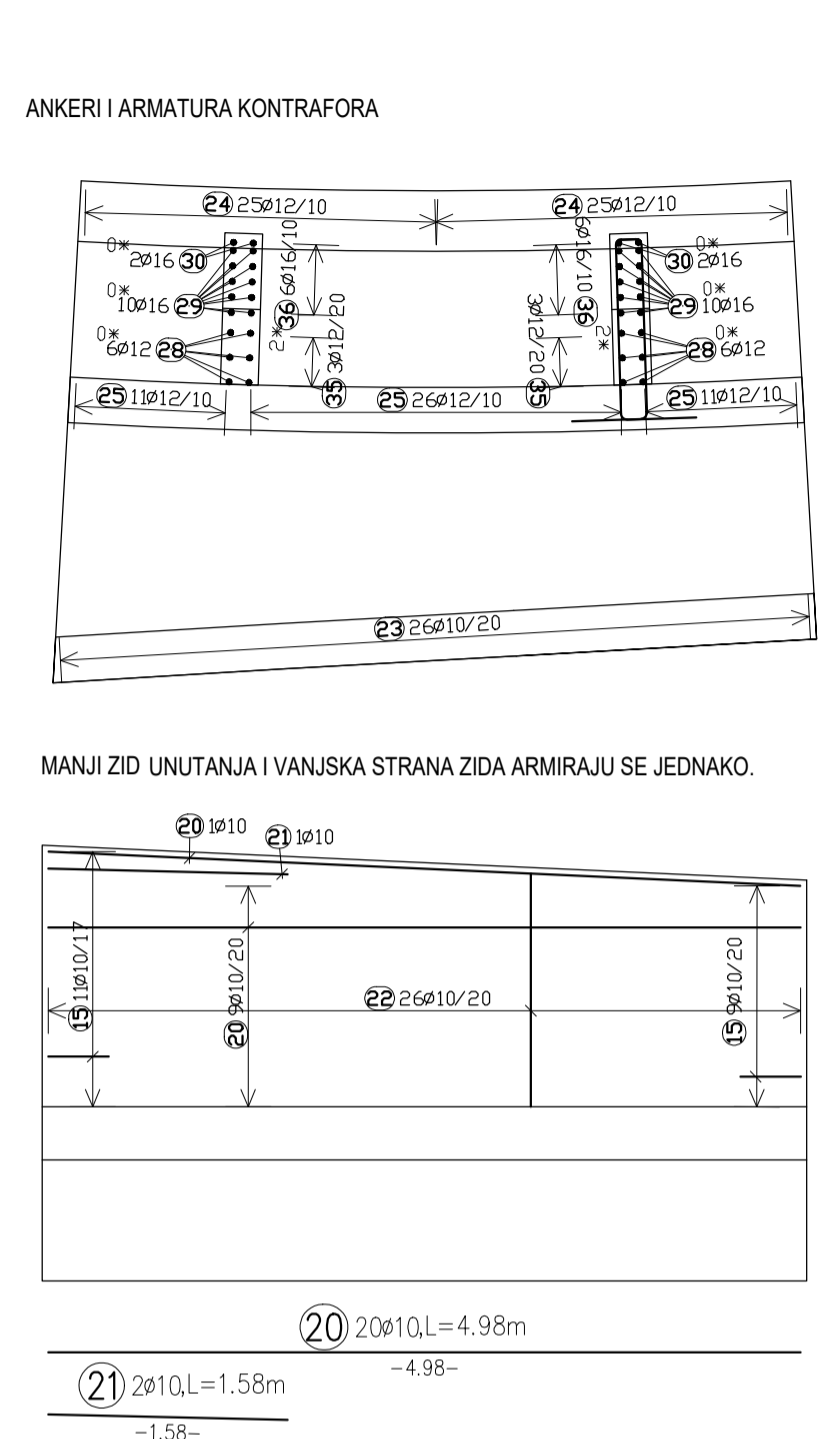 ANKERI I ARMATURA KONTRAFORA
24 25ø12/10
24 25ø12/10
0*
2ø16 30
0*
10ø16 29
0*
6ø12 28
36 6ø16/10
2*
35 3ø12/20
6ø16/10 36
2*
3ø12/20 35
0*
30 2ø16
0*
29 10ø16
0*
28 6ø12
25 11ø12/10
25 26ø12/10
25 11ø12/10
23 26ø10/20
MANJI ZID UNUTANJA I VANJSKA STRANA ZIDA ARMIRAJU SE JEDNAKO.
20 1ø10
21 1ø10
15 11ø10/17
20 9ø10/20
22 26ø10/20
15 9ø10/20
20 20ø10,L=4.98m
-4.98-
21 2ø10,L=1.58m
-1.58-